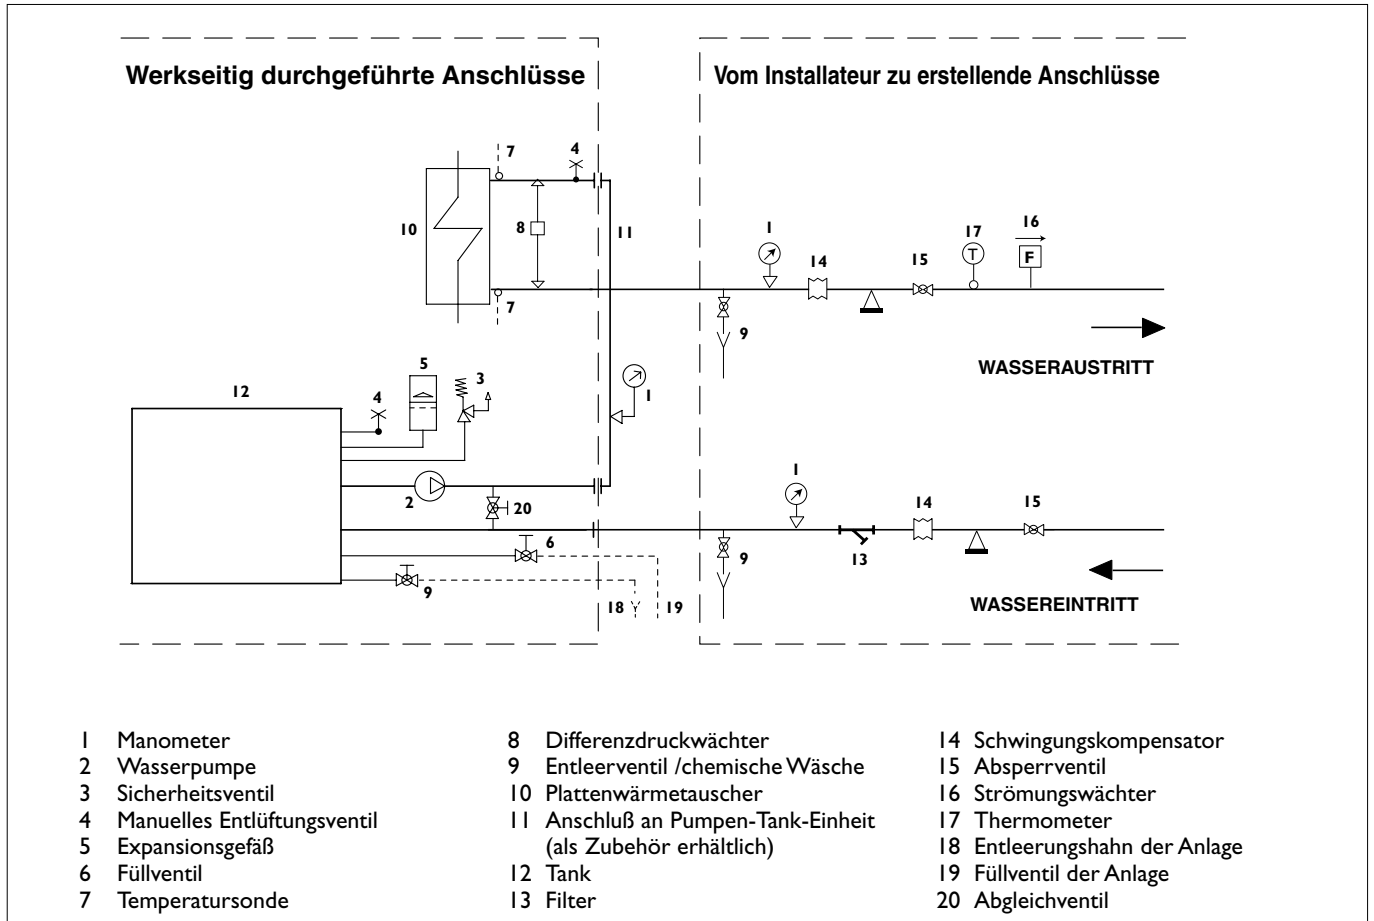 Werkseitig durchgeführte Anschlüsse
Vom Installateur zu erstellende Anschlüsse
7
4
10
8
11
7
1
14
15
17
T
16
F
9
WASSERAUSTRITT
12
4
5
3
1
2
20
6
9
18
19
1
14
15
9
13
WASSEREINTRITT
1 Manometer
2 Wasserpumpe
3 Sicherheitsventil
4 Manuelles Entlüftungsventil
5 Expansionsgefäß
6 Füllventil
7 Temperatursonde
8 Differenzdruckwächter
9 Entleerventil /chemische Wäsche
10 Plattenwärmetauscher
11 Anschluß an Pumpen-Tank-Einheit
(als Zubehör erhältlich)
12 Tank
13 Filter
14 Schwingungskompensator
15 Absperrventil
16 Strömungswächter
17 Thermometer
18 Entleerungshahn der Anlage
19 Füllventil der Anlage
20 Abgleichventil